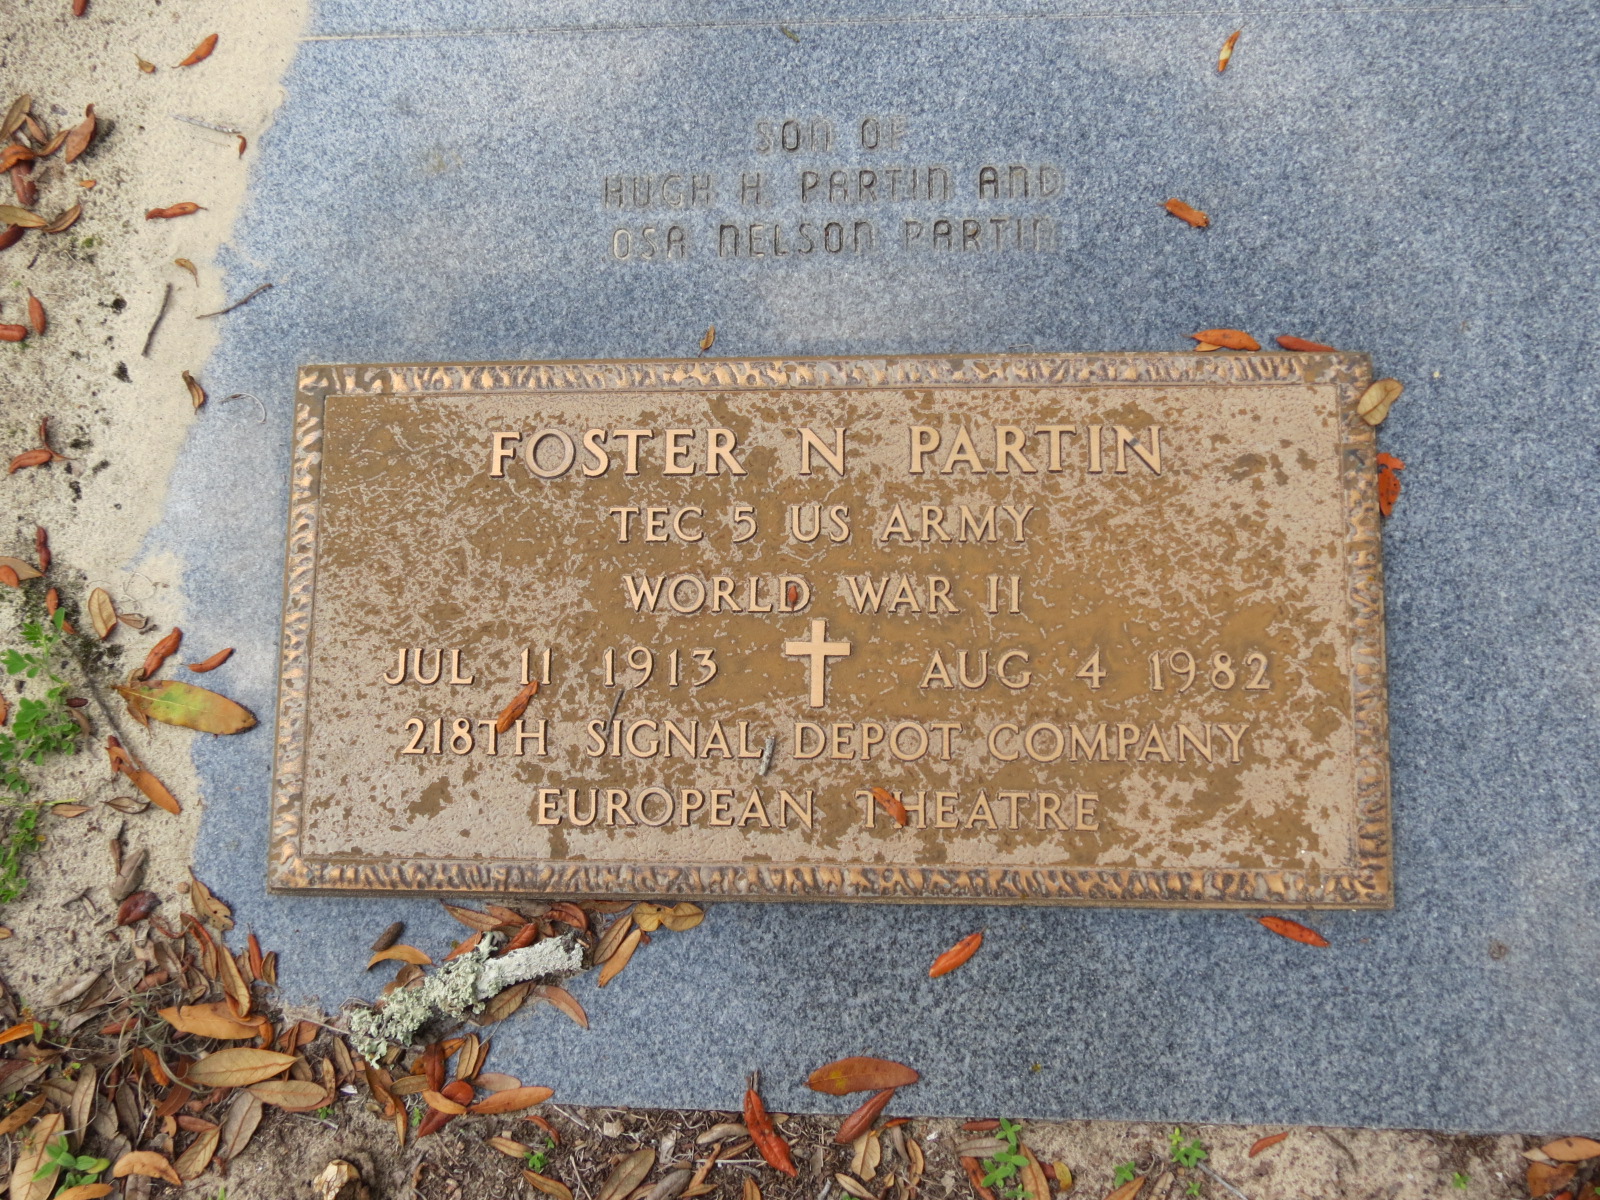 SON OF
HUGH H. PARTIN AND
OSA NELSON PARTIN
FOSTER N PARTIN
TEC 5 US ARMY
WORLD WAR II
JUL 11 1913 AUG 4 1982
218TH SIGNAL DEPOT COMPANY
EUROPEAN THEATRE